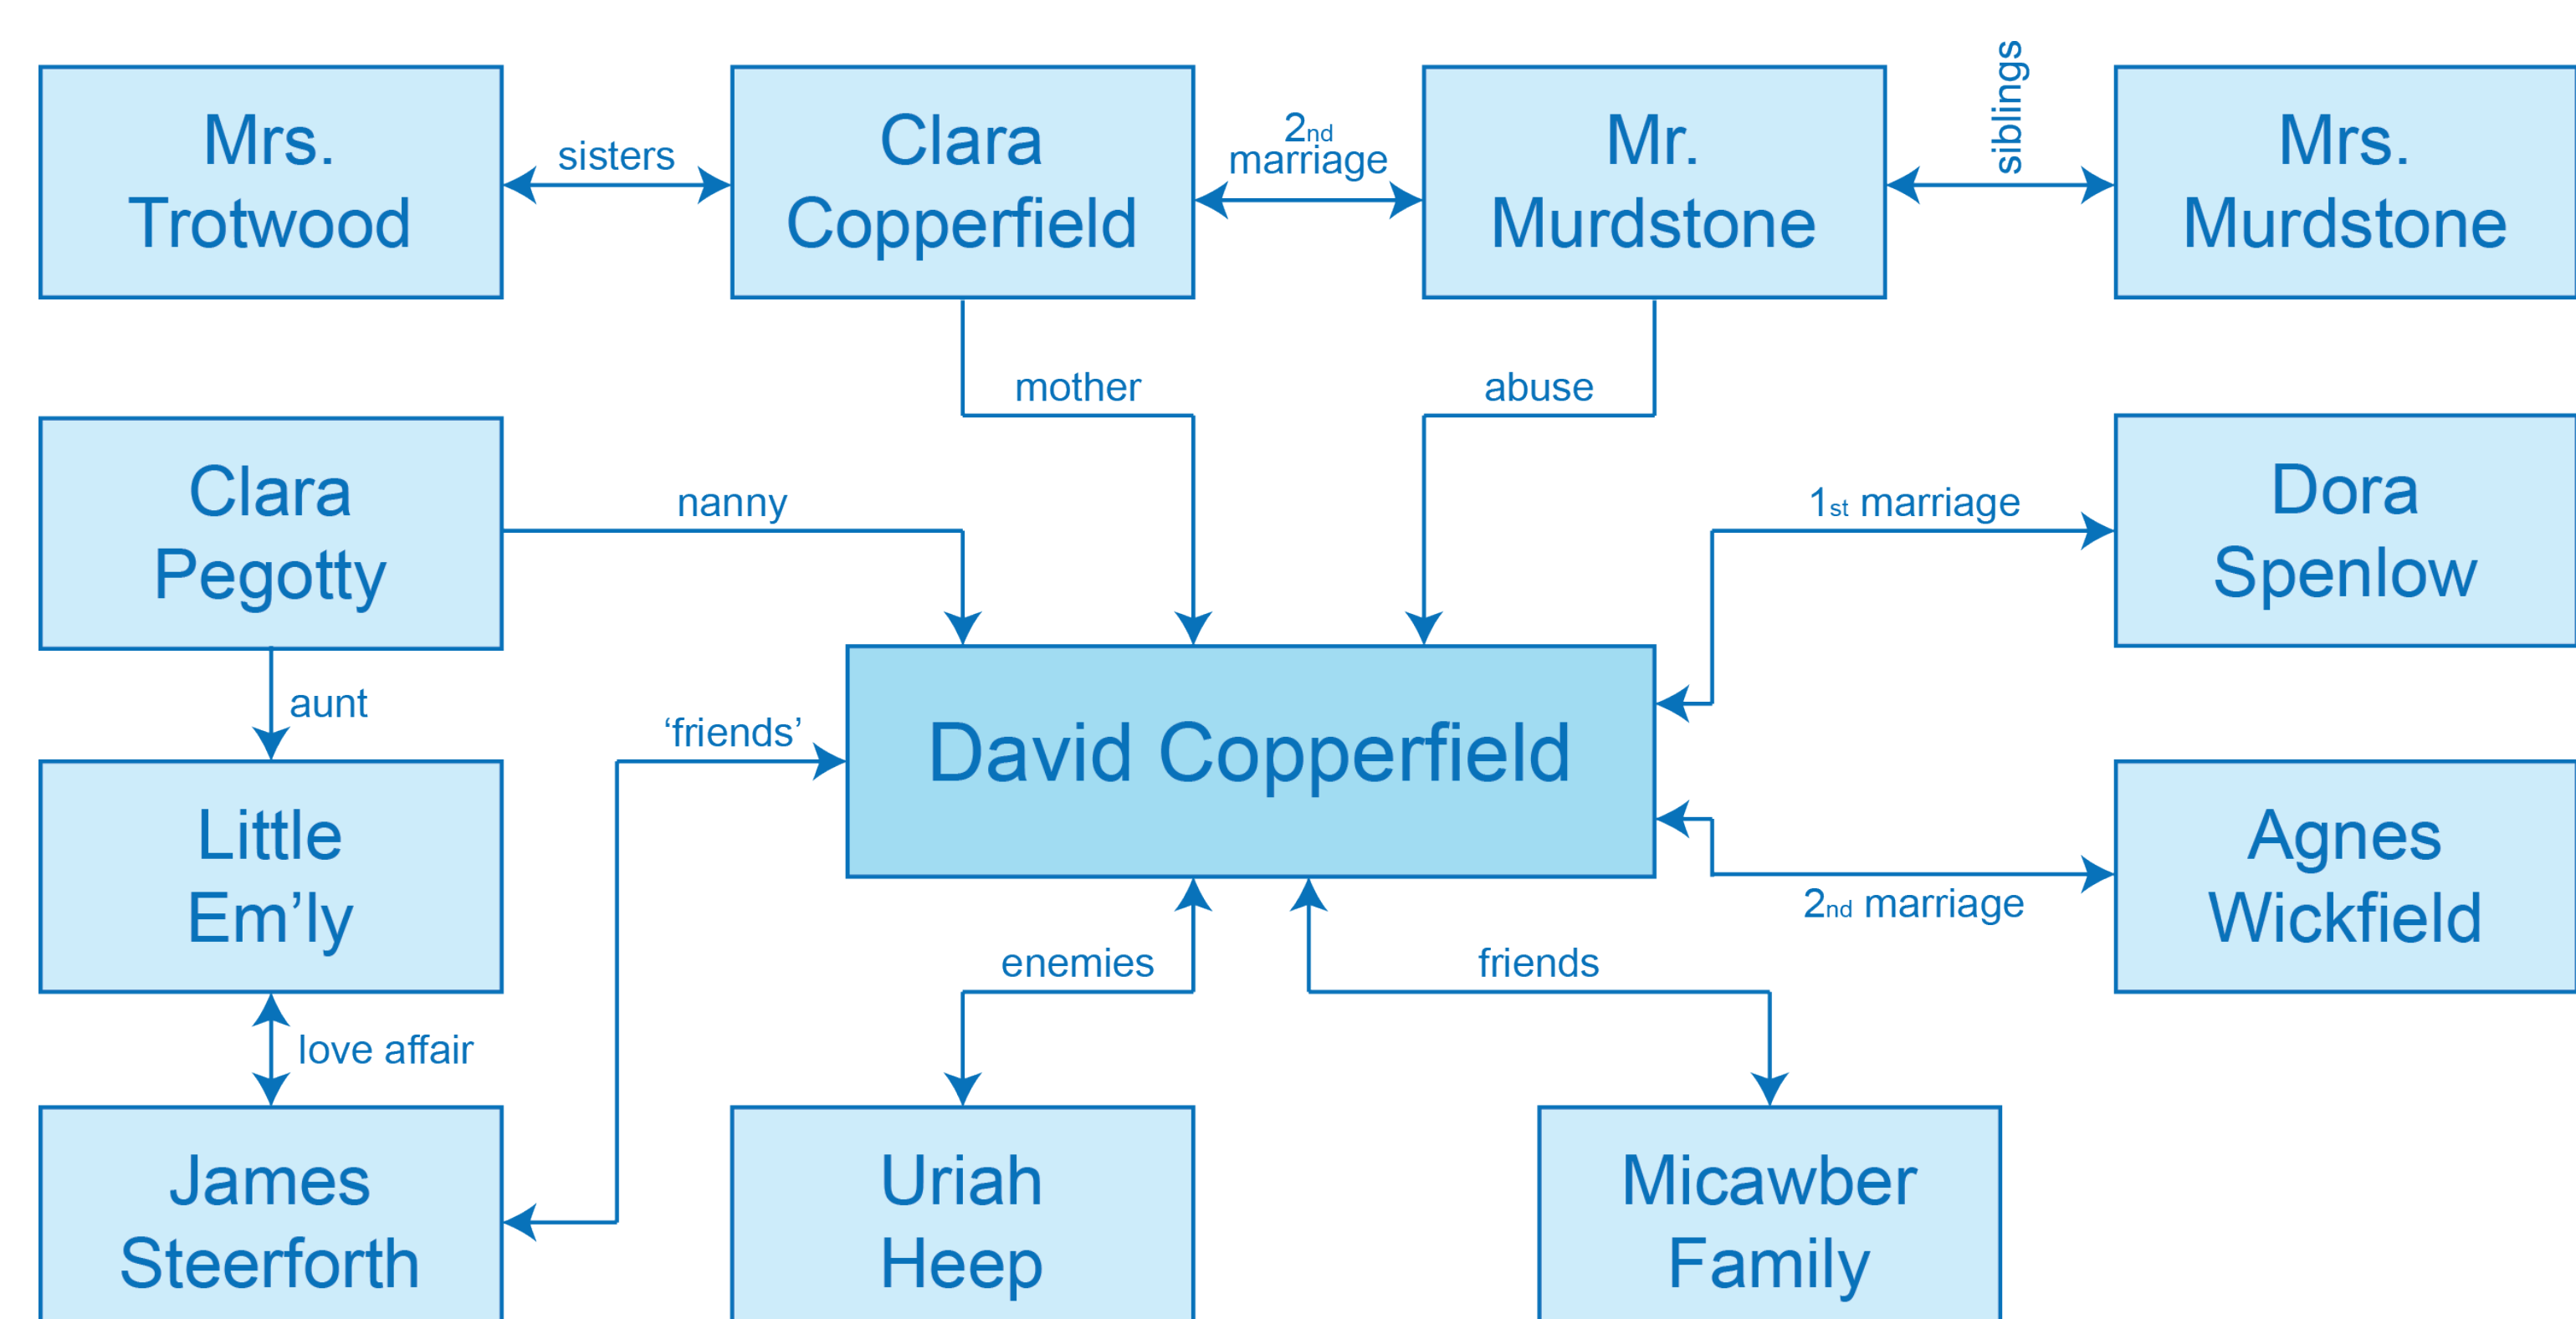 Mrs.
Trotwood
sisters
Clara
Copperfield
2nd
marriage
Mr.
Murdstone
siblings
Mrs.
Murdstone
mother
abuse
Clara
Pegotty
nanny
1st marriage
Dora
Spenlow
aunt
‘friends’
David Copperfield
Little
Em’ly
2nd marriage
Agnes
Wickfield
enemies
friends
love affair
James
Steerforth
Uriah
Heep
Micawber
Family